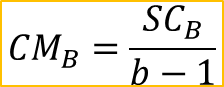 CM_B = SC_B / (b − 1)